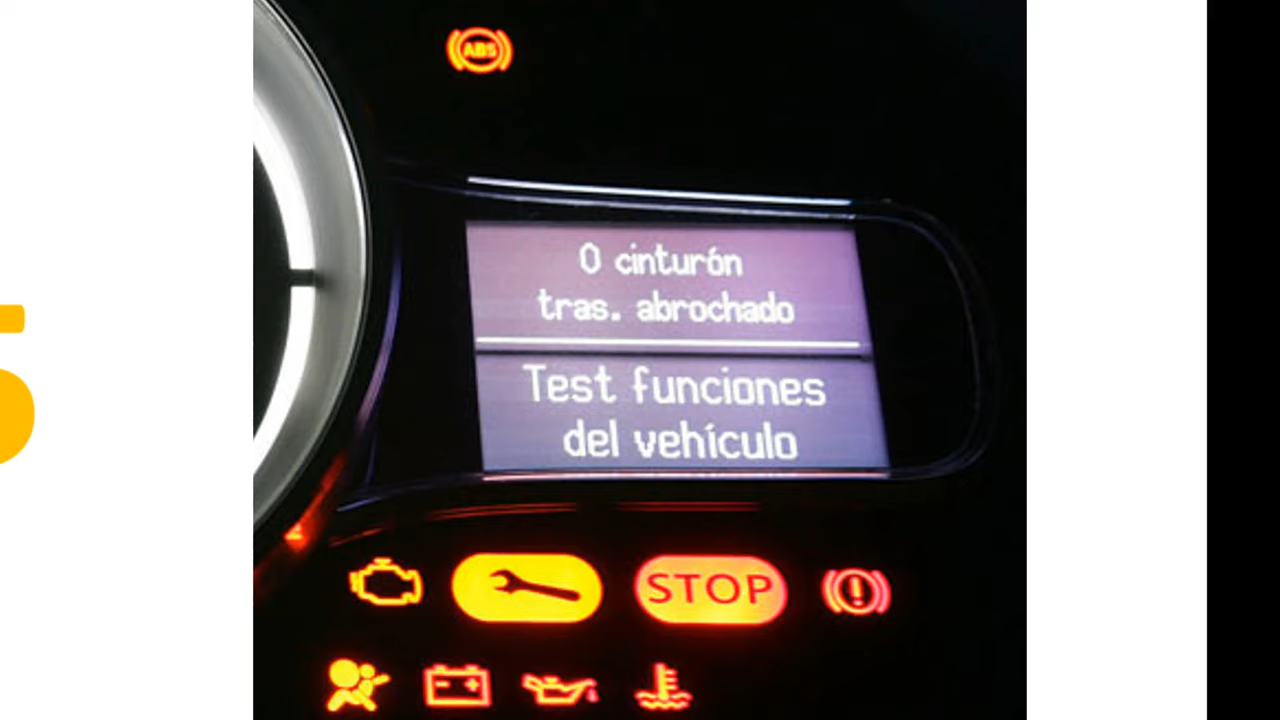 ABS
0 cinturón
tras. abrochado
Test funciones
del vehículo
STOP